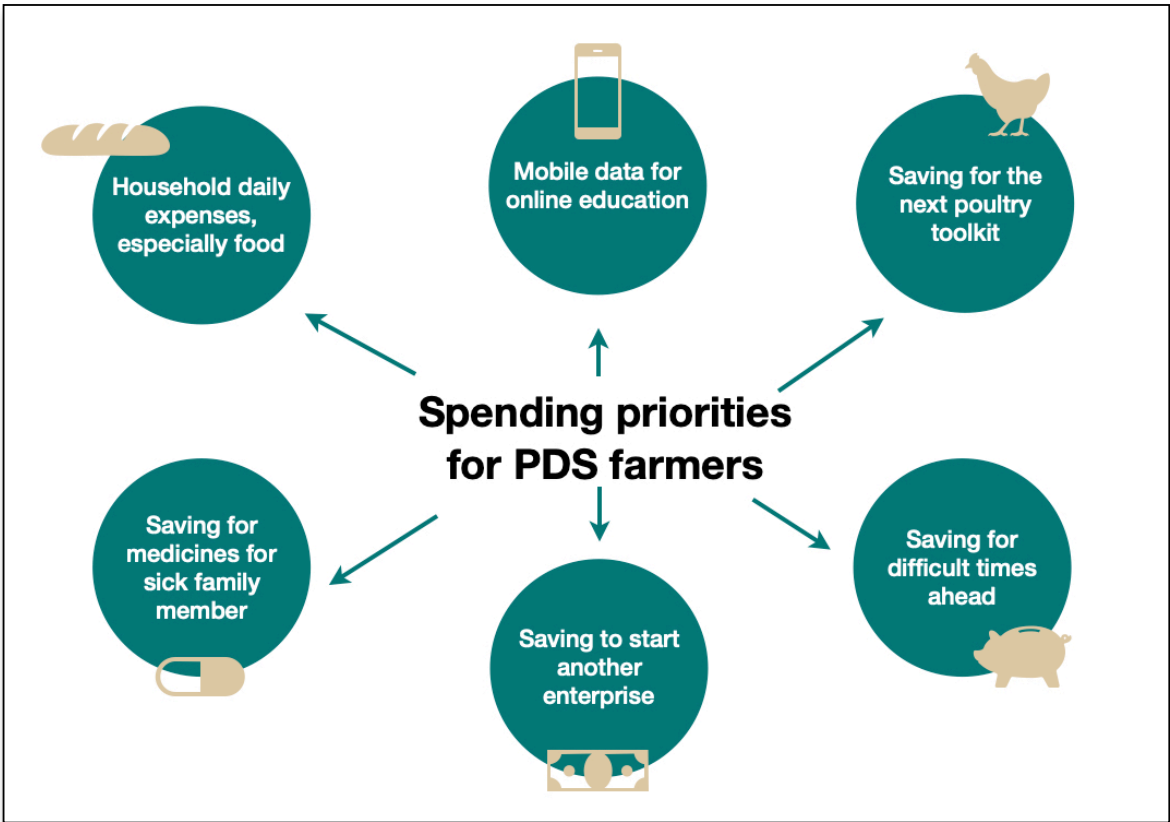 Household daily
expenses,
especially food
Mobile data for
online education
Saving for the
next poultry
toolkit
Spending priorities
for PDS farmers
Saving for
medicines for
sick family
member
Saving to start
another
enterprise
Saving for
difficult times
ahead